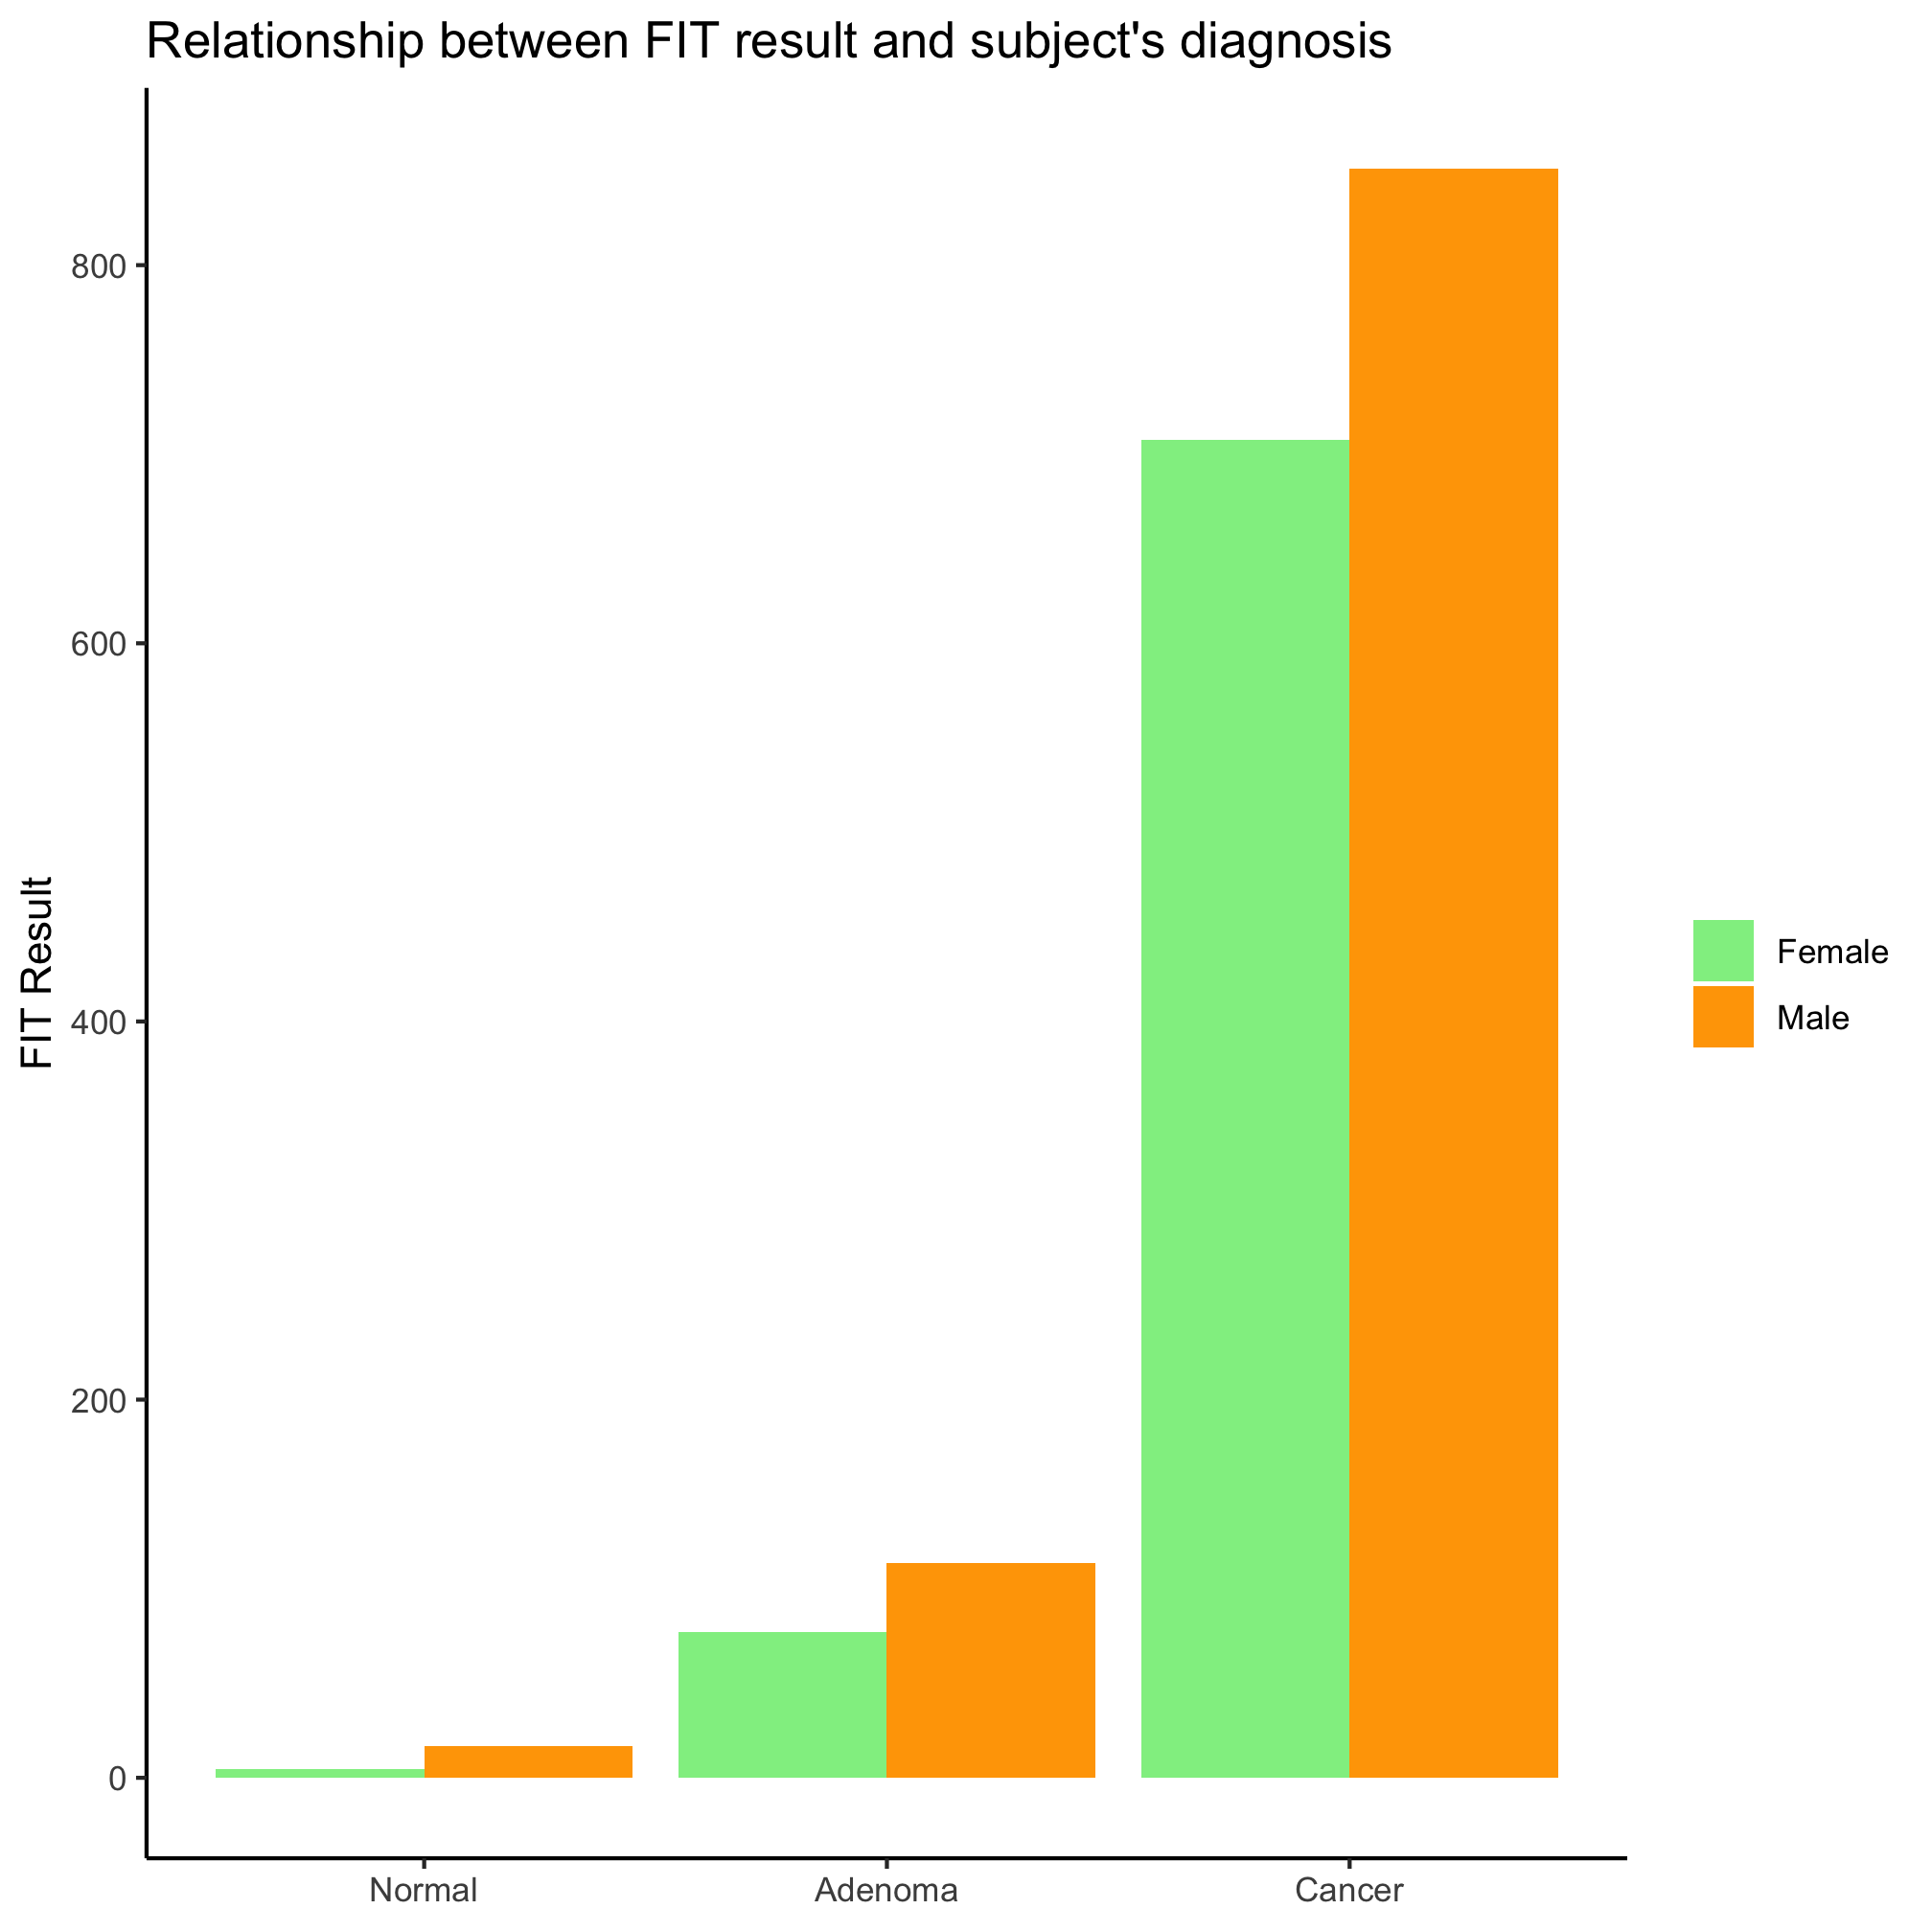 Relationship between FIT result and subject's diagnosis
FIT Result
800
600
400
200
0
Normal
Adenoma
Cancer
Female
Male